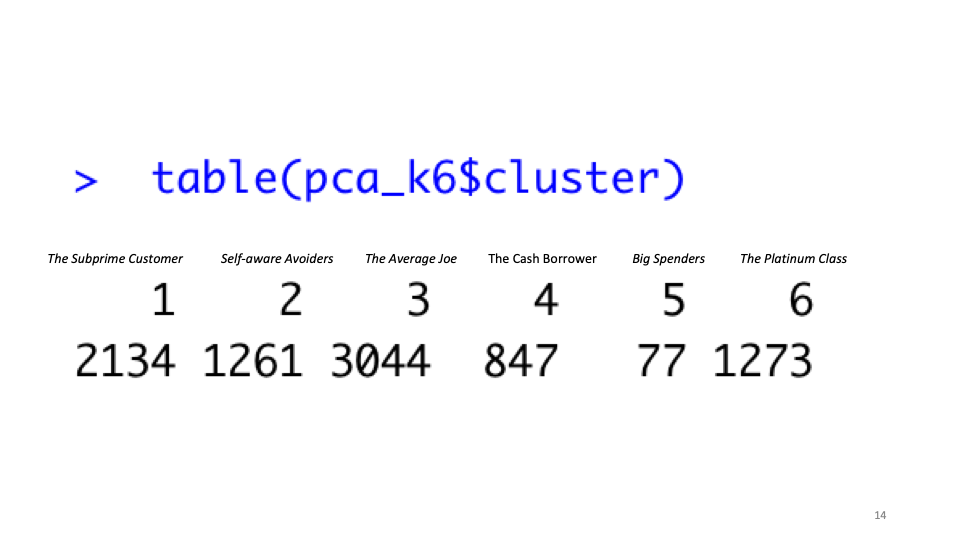 > table(pca_k6$cluster)
The Subprime Customer Self-aware Avoiders The Average Joe The Cash Borrower Big Spenders The Platinum Class
1 2 3 4 5 6
2134 1261 3044 847 77 1273
14